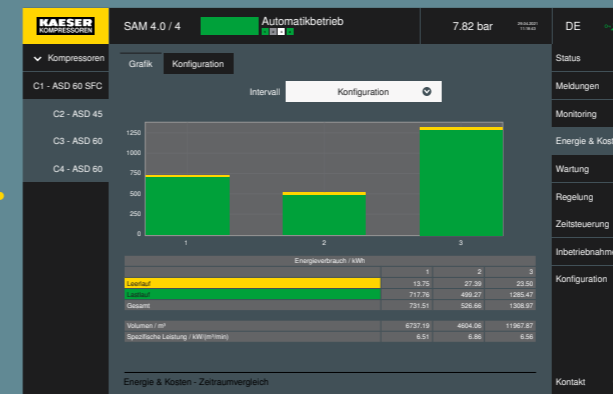 KAESER
KOMPRESSOREN
SAM 4.0 / 4
Automatikbetrieb
7.82 bar
DE
Kompressoren
C1 - ASD 60 SFC
C2 - ASD 45
C3 - ASD 60
C4 - ASD 60
Grafik
Konfiguration
Intervall
Konfiguration
1250
1000
750
500
250
0
1 2 3
Energieverbrauch / kWh
1 2 3
Leerlauf 13.75 27.39 23.50
Lastlauf 717.76 499.27 1285.47
Gesamt 731.51 526.66 1308.97
Volumen / m³ 6737.19 4604.06 11967.87
Spezifische Leistung / kW/(m³/min) 6.51 6.86 6.56
Energie & Kosten - Zeitraumvergleich
Status
Meldungen
Monitoring
Energie & Kost
Wartung
Regelung
Zeitsteuerung
Inbetriebnahme
Konfiguration
Kontakt